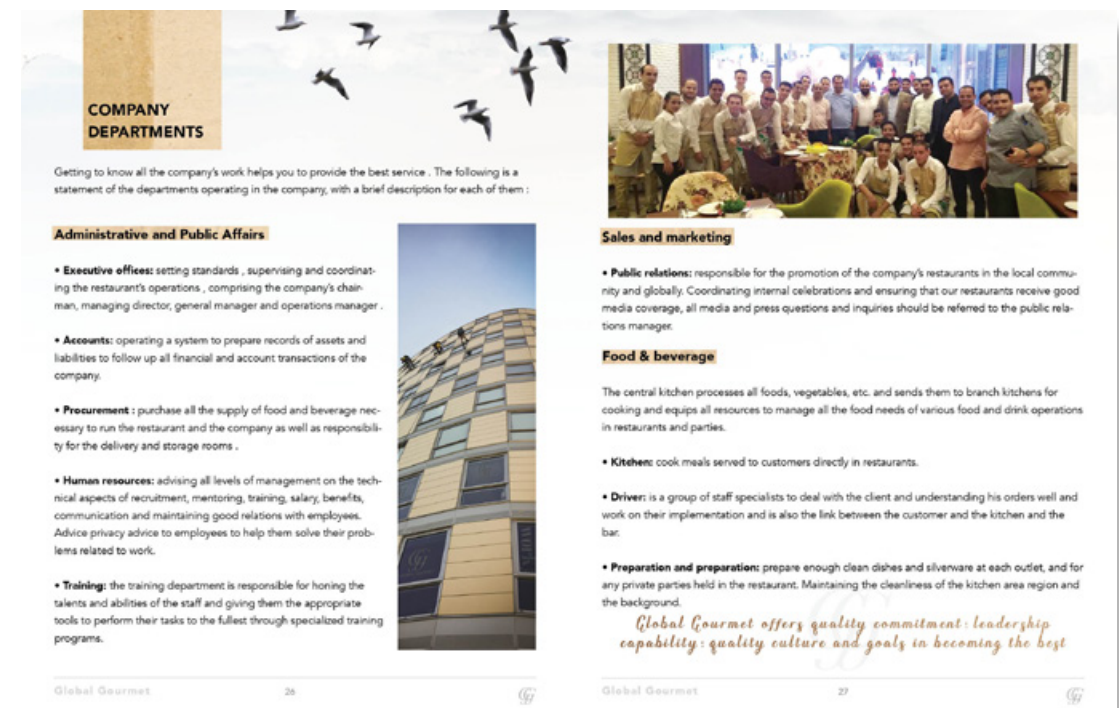 COMPANY
DEPARTMENTS
Getting to know all the company's work helps you to provide the best service . The following is a
statement of the departments operating in the company, with a brief description for each of them :
Administrative and Public Affairs
• Executive offices: setting standards , supervising and coordinat-
ing the restaurant's operations , comprising the company's chair-
man, managing director, general manager and operations manager .
• Accounts: operating a system to prepare records of assets and
liabilities to follow up all financial and account transactions of the
company.
• Procurement : purchase all the supply of food and beverage nec-
essary to run the restaurant and the company as well as responsibili-
ty for the delivery and storage rooms .
• Human resources: advising all levels of management on the tech-
nical aspects of recruitment, mentoring, training, salary, benefits,
communication and maintaining good relations with employees.
Advice privacy advice to employees to help them solve their prob-
lems related to work.
• Training: the training department is responsible for honing the
talents and abilities of the staff and giving them the appropriate
tools to perform their tasks to the fullest through specialized training
programs.
Global Gourmet
26
Sales and marketing
• Public relations: responsible for the promotion of the company's restaurants in the local commu-
nity and globally. Coordinating internal celebrations and ensuring that our restaurants receive good
media coverage, all media and press questions and inquiries should be referred to the public rela-
tions manager.
Food & beverage
The central kitchen processes all foods, vegetables, etc. and sends them to branch kitchens for
cooking and equips all resources to manage all the food needs of various food and drink operations
in restaurants and parties.
• Kitchen: cook meals served to customers directly in restaurants.
• Driver: is a group of staff specialists to deal with the client and understanding his orders well and
work on their implementation and is also the link between the customer and the kitchen and the
bar.
• Preparation and preparation: prepare enough clean dishes and silverware at each outlet, and for
any private parties held in the restaurant. Maintaining the cleanliness of the kitchen area region and
the background.
Global Gourmet offers quality commitment: leadership
capability: quality culture and goals in becoming the best
Global Gourmet
27